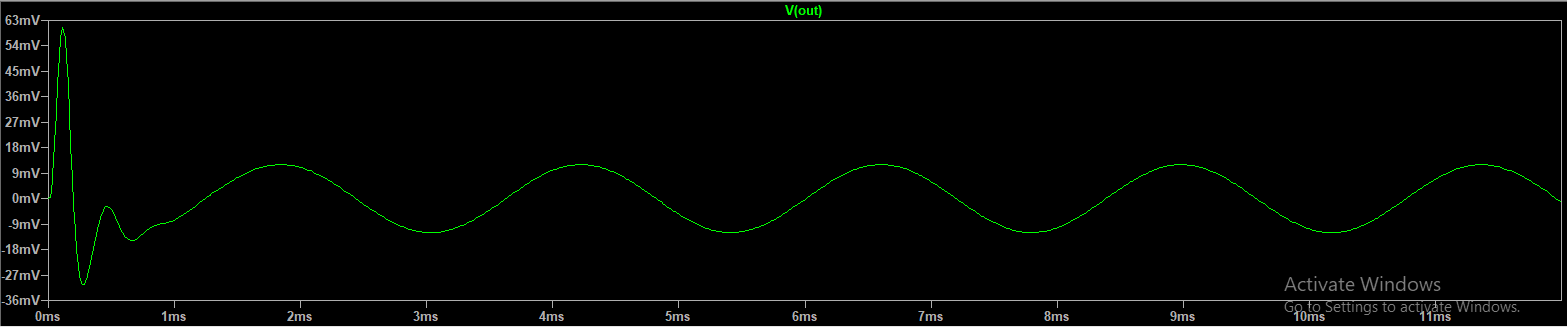 V(out)
63mV
54mV
45mV
36mV
27mV
18mV
9mV
0mV
-9mV
-18mV
-27mV
-36mV
0ms 1ms 2ms 3ms 4ms 5ms 6ms 7ms 8ms 9ms 10ms 11ms
Activate Windows
Go to Settings to activate Windows.